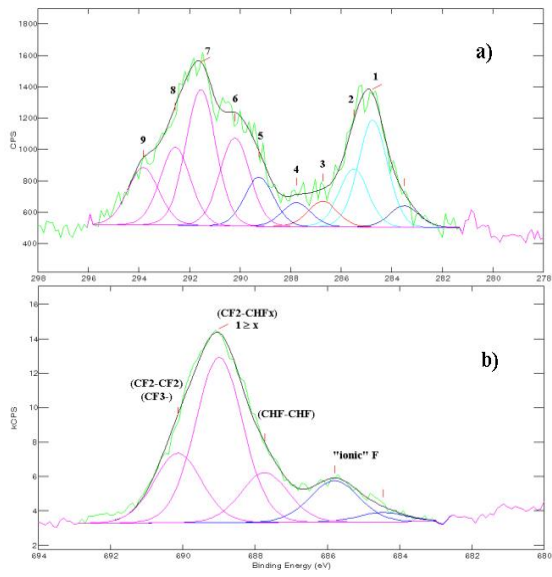 a)
1800
1600
1400
1200
1000
800
600
400
CPS
7
8
6
9
5
4
3
2
1
298 296 294 292 290 288 286 284 282 280 278
b)
16
14
12
10
8
6
4
2
kCPS
(CF2-CHFx)
1 ≥ x
(CF2-CF2)
(CF3-)
(CHF-CHF)
"ionic" F
694 692 690 688 686 684 682 680
Binding Energy (eV)